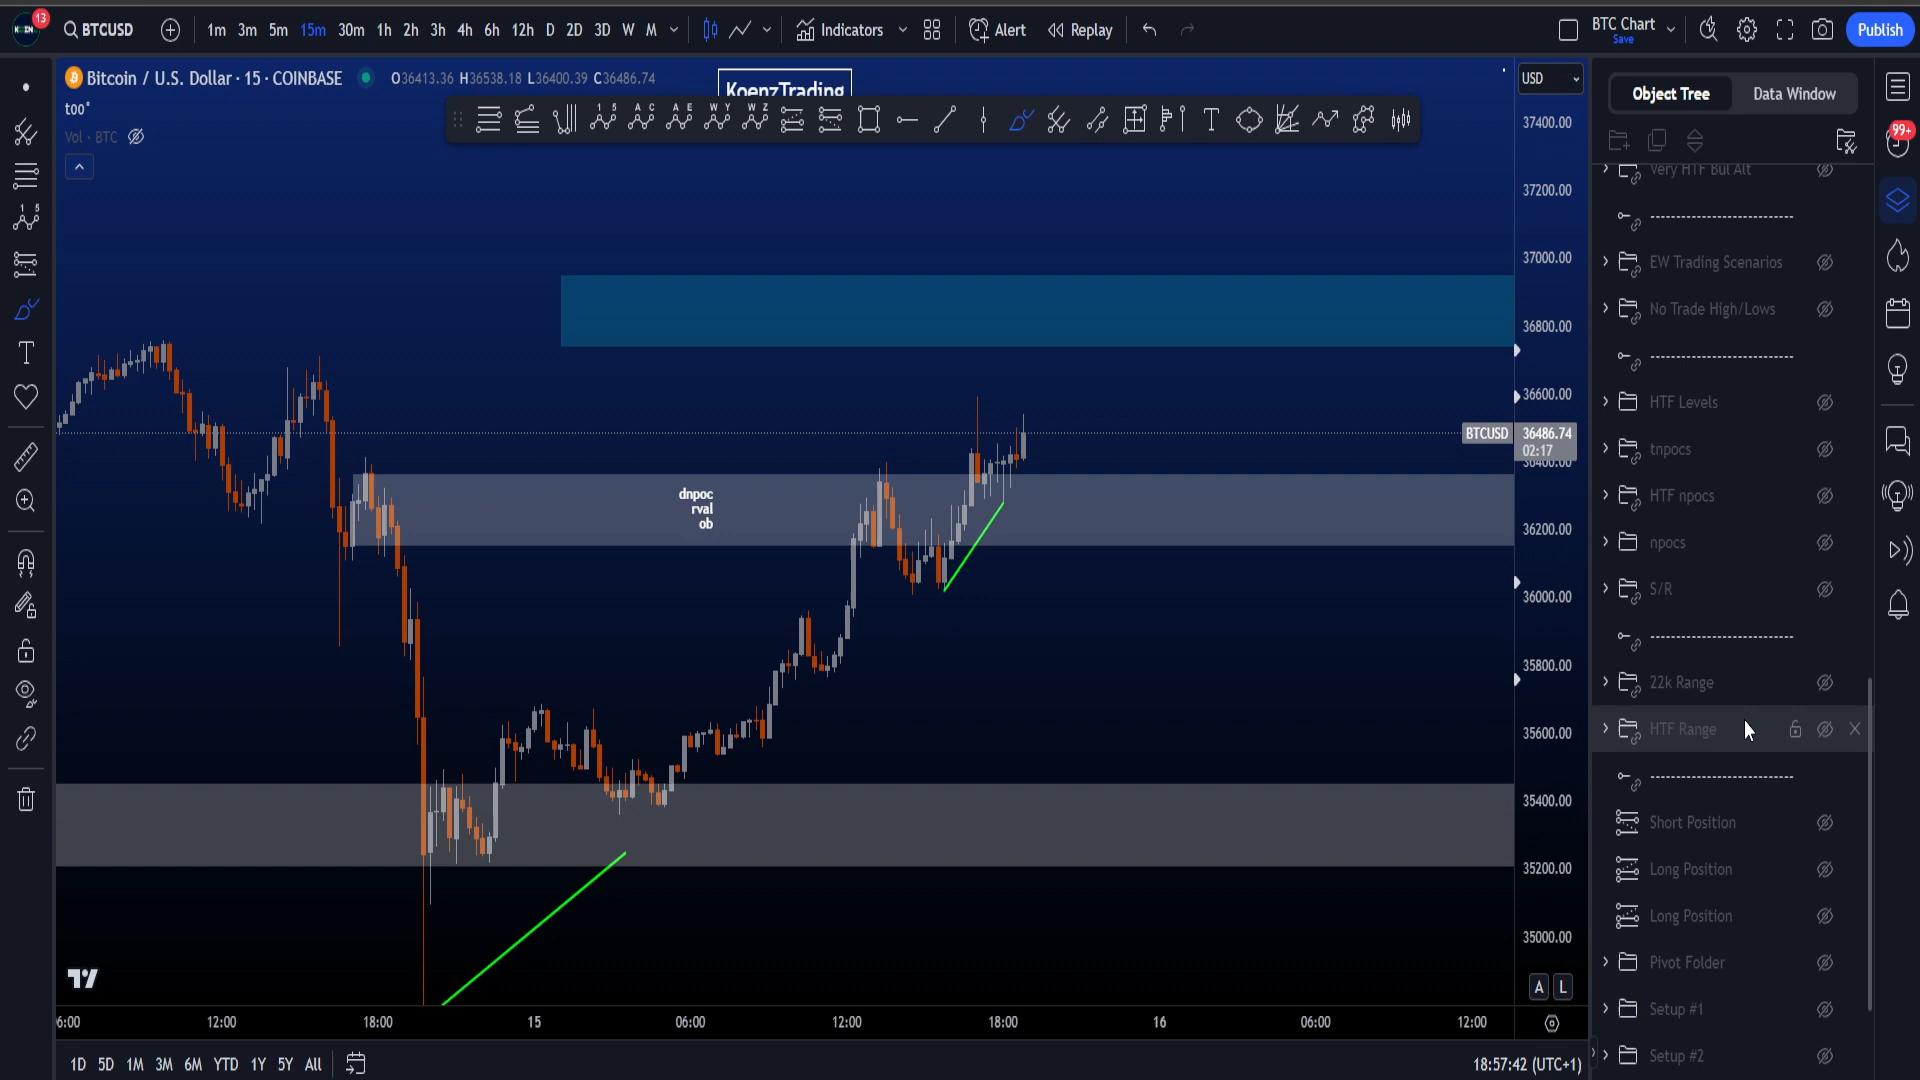 13
BTCUSD
1m 3m 5m 15m 30m 1h 2h 3h 4h 6h 12h D 2D 3D W M
Indicators
Alert
Replay
BTC Chart
Save
Publish
Bitcoin / U.S. Dollar · 15 · COINBASE
O36413.36 H36538.18 L36400.39 C36486.74
KoenzTrading
USD
Object Tree
Data Window
too°
Vol · BTC
99+
37400.00
37200.00
37000.00
36800.00
36600.00
BTCUSD
36486.74
02:17
36400.00
36200.00
36000.00
35800.00
35600.00
35400.00
35200.00
35000.00
dnpoc
rval
ob
A L
Very HTF Bul Alt
------------------------------
EW Trading Scenarios
No Trade High/Lows
------------------------------
HTF Levels
tnpocs
HTF npocs
npocs
S/R
------------------------------
22k Range
HTF Range
------------------------------
Short Position
Long Position
Long Position
Pivot Folder
Setup #1
Setup #2
6:00 12:00 18:00 15 06:00 12:00 18:00 16 06:00 12:00
1D 5D 1M 3M 6M YTD 1Y 5Y All
18:57:42 (UTC+1)